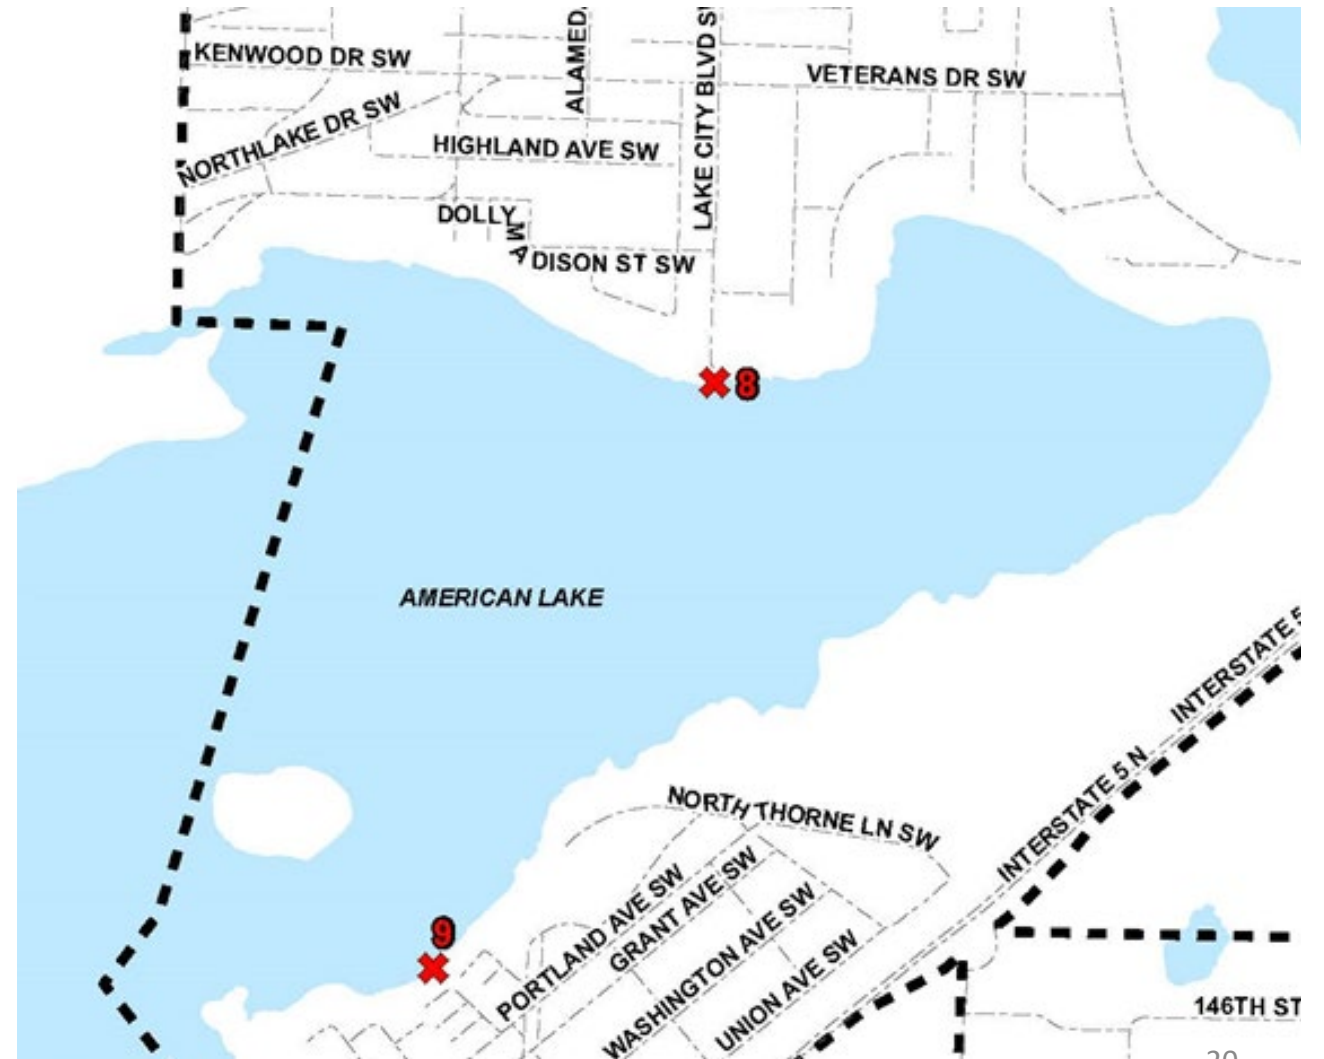 ALAMED
LAKE CITY BLVD S
KENWOOD DR SW
VETERANS DR SW
NORTHLAKE DR SW
HIGHLAND AVE SW
DOLLY MADISON ST SW
8
AMERICAN LAKE
INTERSTATE 5
INTERSTATE 5 N
NORTH THORNE LN SW
9
PORTLAND AVE SW
GRANT AVE SW
WASHINGTON AVE SW
UNION AVE SW
146TH ST